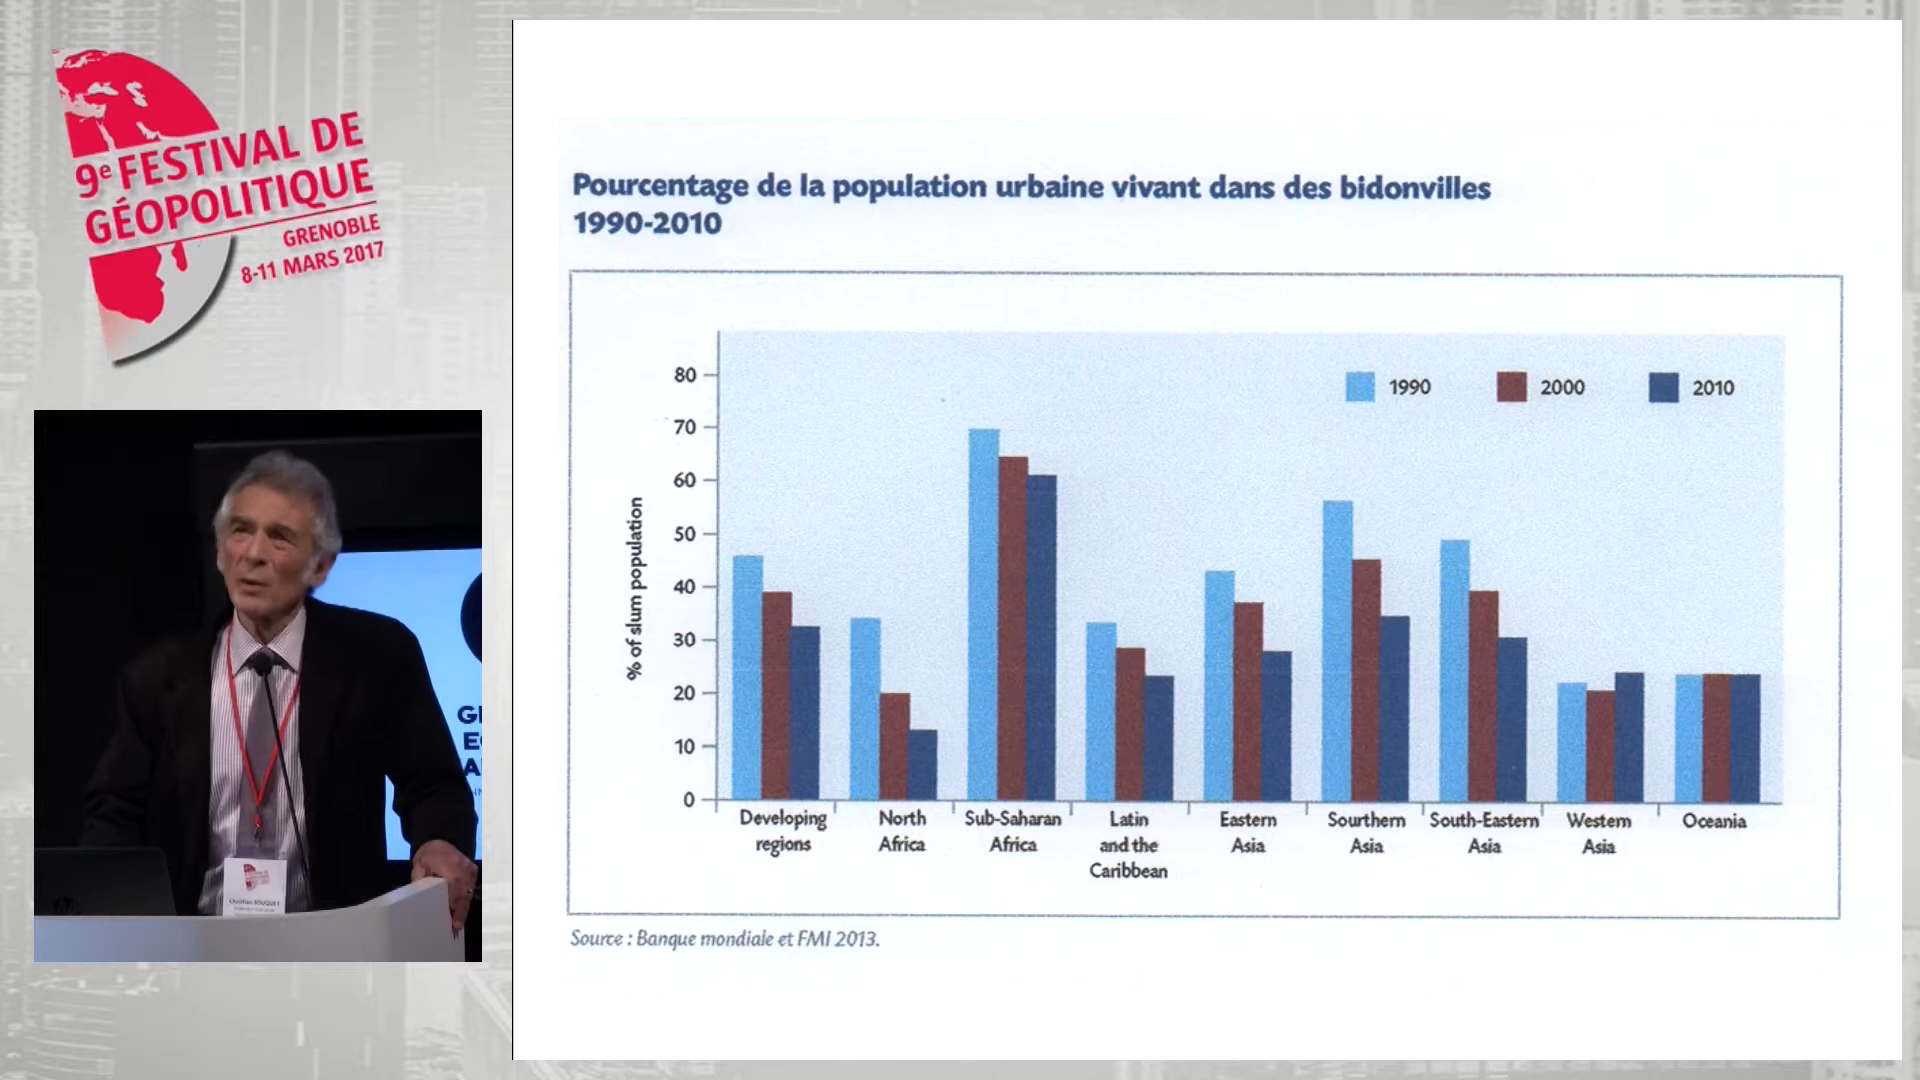 9e FESTIVAL DE
GÉOPOLITIQUE
GRENOBLE
8-11 MARS 2017
Pourcentage de la population urbaine vivant dans des bidonvilles
1990-2010
1990
2000
2010
% of slum population
80
70
60
50
40
30
20
10
0
Developing
regions
North
Africa
Sub-Saharan
Africa
Latin
and the
Caribbean
Eastern
Asia
Sourthern
Asia
South-Eastern
Asia
Western
Asia
Oceania
Source : Banque mondiale et FMI 2013.
Christian BOUQUET